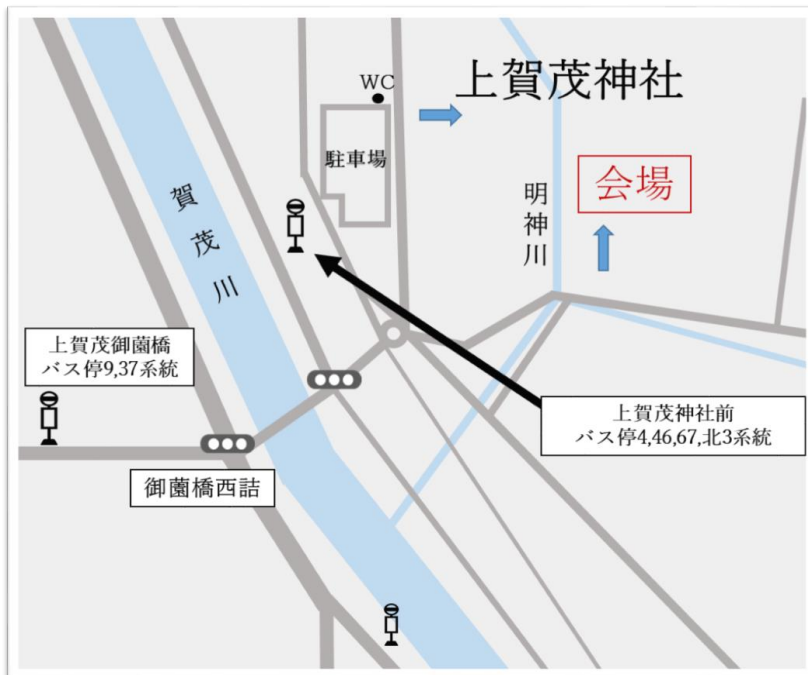 WC
上賀茂神社
駐車場
会場
明神川
賀茂川
上賀茂御薗橋
バス停9,37系統
上賀茂神社前
バス停4,46,67,北3系統
御薗橋西詰